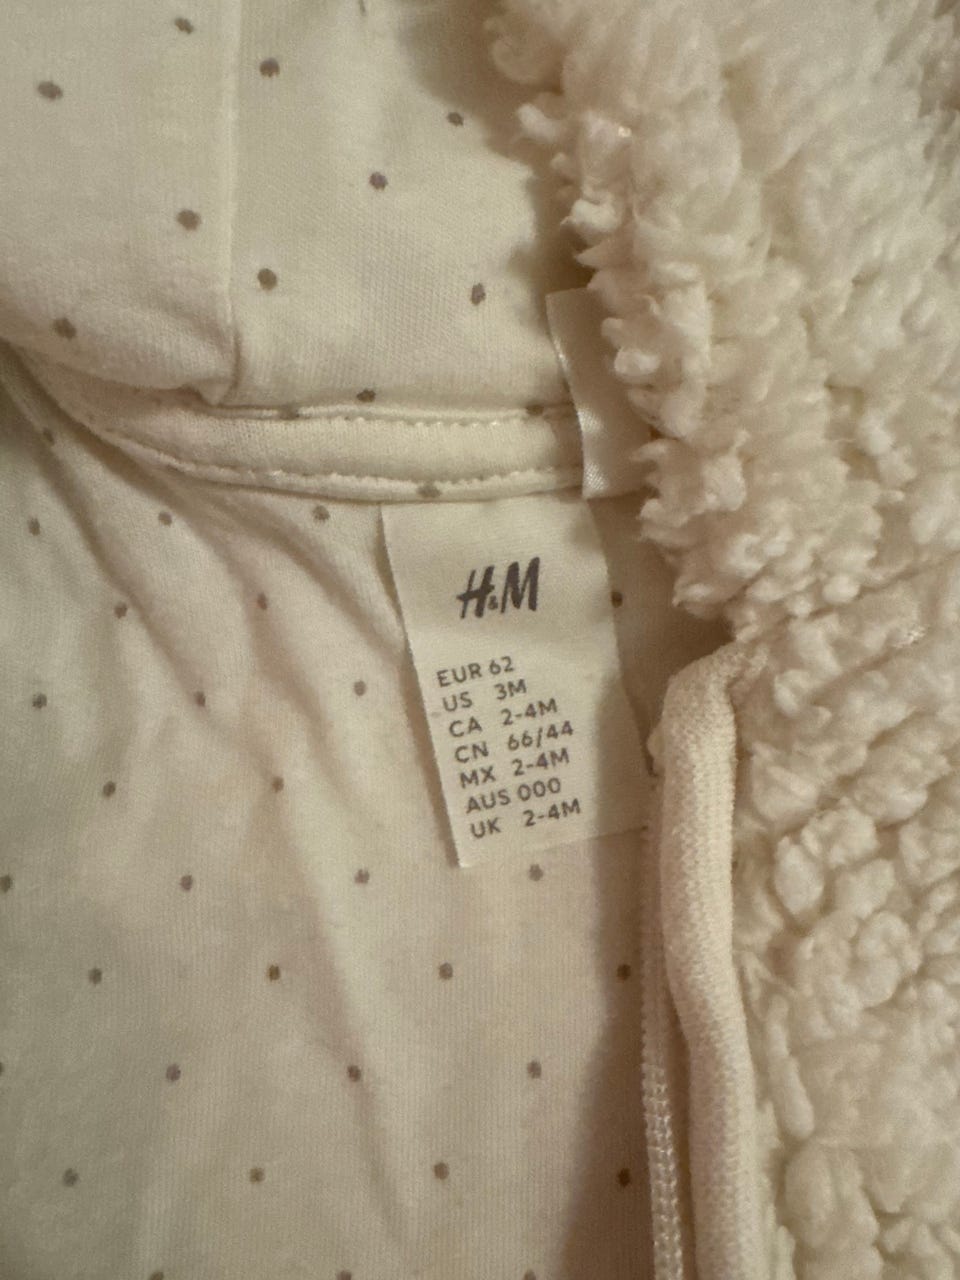 H&M
EUR 62
US 3M
CA 2-4M
CN 66/44
MX 2-4M
AUS 000
UK 2-4M